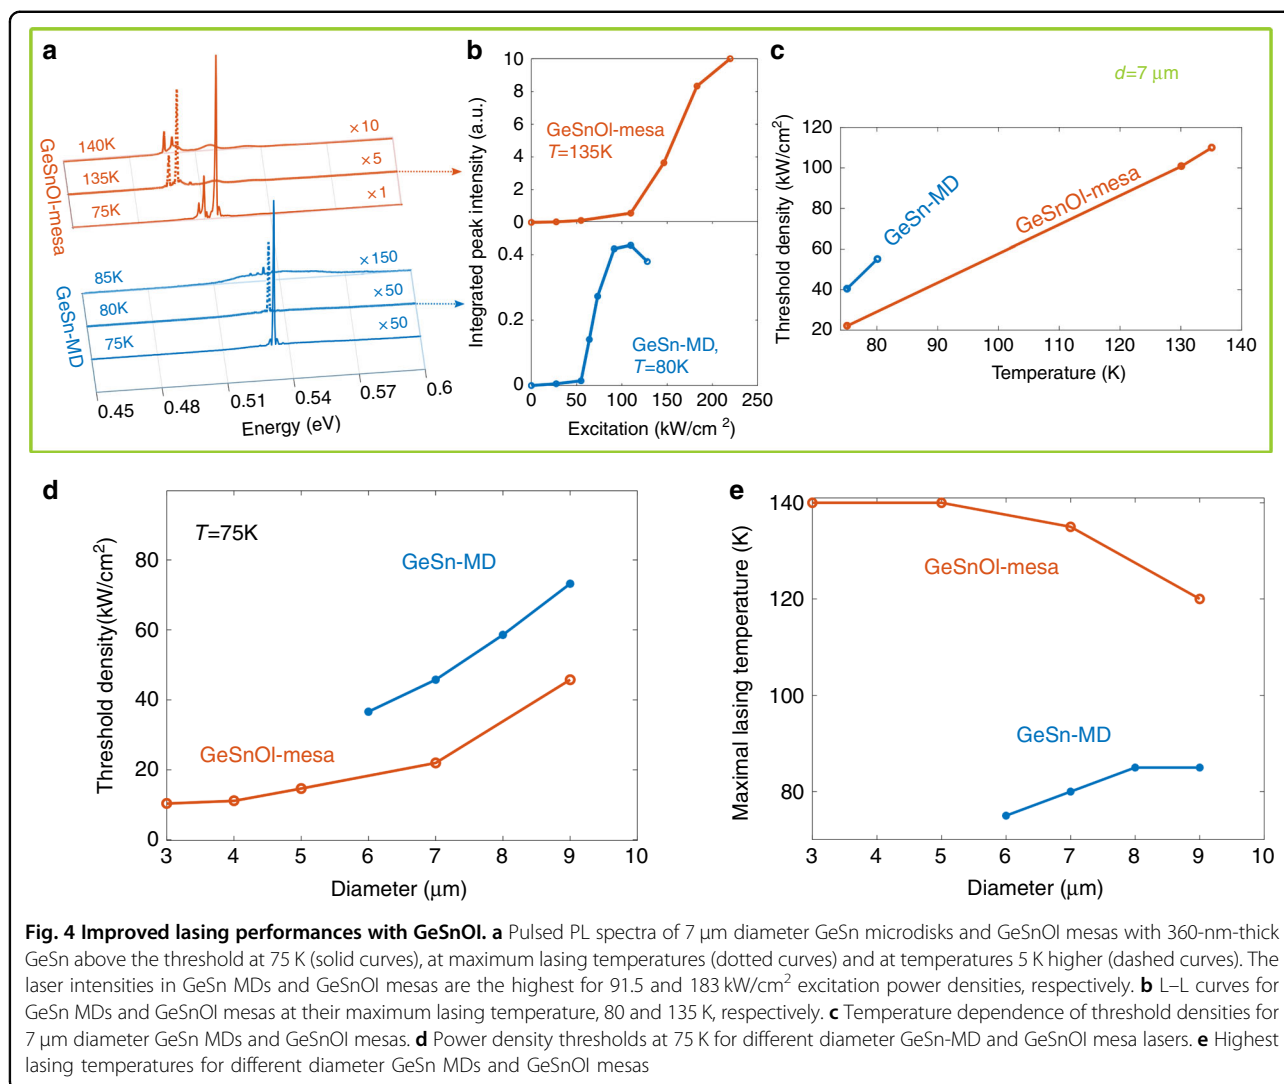 a
GeSnOI-mesa
140K
×10
135K
×5
75K
×1
GeSn-MD
85K
×150
80K
×50
75K
×50
0.45
0.48
0.51
0.54
0.57
0.6
Energy (eV)
b
Integrated peak intensity (a.u.)
10
8
6
4
2
0
GeSnOI-mesa
T=135K
0.4
0.2
0
GeSn-MD,
T=80K
0 50 100 150 200 250
Excitation (kW/cm 2)
c
d=7 μm
Threshold density (kW/cm2)
120
100
80
60
40
20
GeSn-MD
GeSnOI-mesa
80 90 100 110 120 130 140
Temperature (K)
d
T=75K
Threshold density(kW/cm2)
80
60
40
20
0
GeSn-MD
GeSnOI-mesa
3 4 5 6 7 8 9 10
Diameter (μm)
e
Maximal lasing temperature (K)
140
120
100
80
GeSnOI-mesa
GeSn-MD
3 4 5 6 7 8 9 10
Diameter (μm)
Fig. 4 Improved lasing performances with GeSnOI. a Pulsed PL spectra of 7 μm diameter GeSn microdisks and GeSnOI mesas with 360-nm-thick
GeSn above the threshold at 75 K (solid curves), at maximum lasing temperatures (dotted curves) and at temperatures 5 K higher (dashed curves). The
laser intensities in GeSn MDs and GeSnOI mesas are the highest for 91.5 and 183 kW/cm2 excitation power densities, respectively. b L–L curves for
GeSn MDs and GeSnOI mesas at their maximum lasing temperature, 80 and 135 K, respectively. c Temperature dependence of threshold densities for
7 μm diameter GeSn MDs and GeSnOI mesas. d Power density thresholds at 75 K for different diameter GeSn-MD and GeSnOI mesa lasers. e Highest
lasing temperatures for different diameter GeSn MDs and GeSnOI mesas